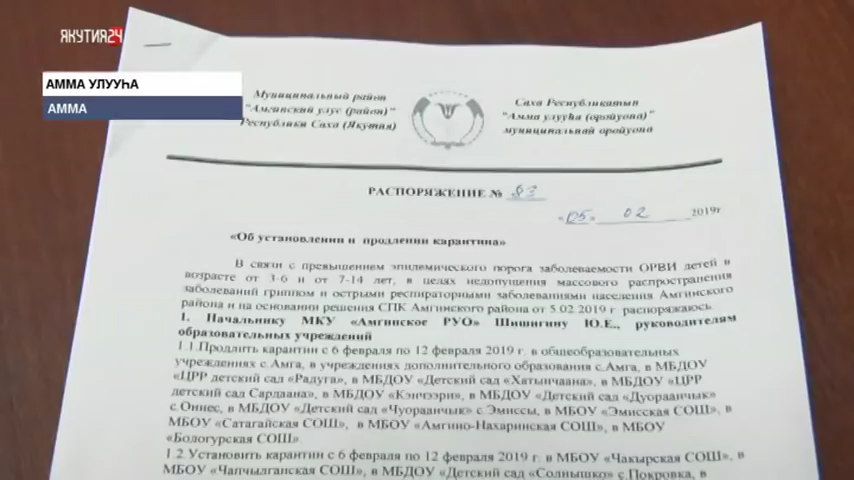 ЯКУТИЯ24
АММА УЛУУҺА
АММА
Муниципальный район
"Амгинский улус (район)"
Республики Саха (Якутия)
Саха Республикатын
"Амма улууһа (оройуона)"
муниципальнай оройуона
РАСПОРЯЖЕНИЕ № 83
«05» 02 2019г
«Об установлении и продлении карантина»
В связи с превышением эпидемического порога заболеваемости ОРВИ детей в
возрасте от 3-6 и от 7-14 лет, в целях недопущения массового распространения
заболеваний гриппом и острыми респираторными заболеваниями населения Амгинского
района и на основании решения СПК Амгинского района от 5.02.2019 г распоряжаюсь
1. Начальнику МКУ «Амгинское РУО» Шишигину Ю.Е., руководителям
образовательных учреждений
1.1.Продлить карантин с 6 февраля по 12 февраля 2019 г. в общеобразовательных
учреждениях с.Амга, в учреждениях дополнительного образования с.Амга, в МБДОУ
«ЦРР детский сад «Радуга», в МБДОУ «Детский сад «Хатынчаана», в МБДОУ «ЦРР
детский сад Сардаана», в МБДОУ «Кэнчээри», в МБДОУ «Детский сад «Дуораанчык»
с.Оннес, в МБДОУ «Детский сад «Чуораанчык» с.Эмиссы, в МБОУ «Эмисская СОШ», в
МБОУ «Сатагайская СОШ», в МБОУ «Амгино-Нахаринская СОШ», в МБОУ
«Бологурская СОШ»
1.2.Установить карантин с 6 февраля по 12 февраля 2019 г. в МБОУ «Чакырская СОШ», в
МБОУ «Чапчылганская СОШ», в МБДОУ «Детский сад «Солнышко» с.Покровка, в